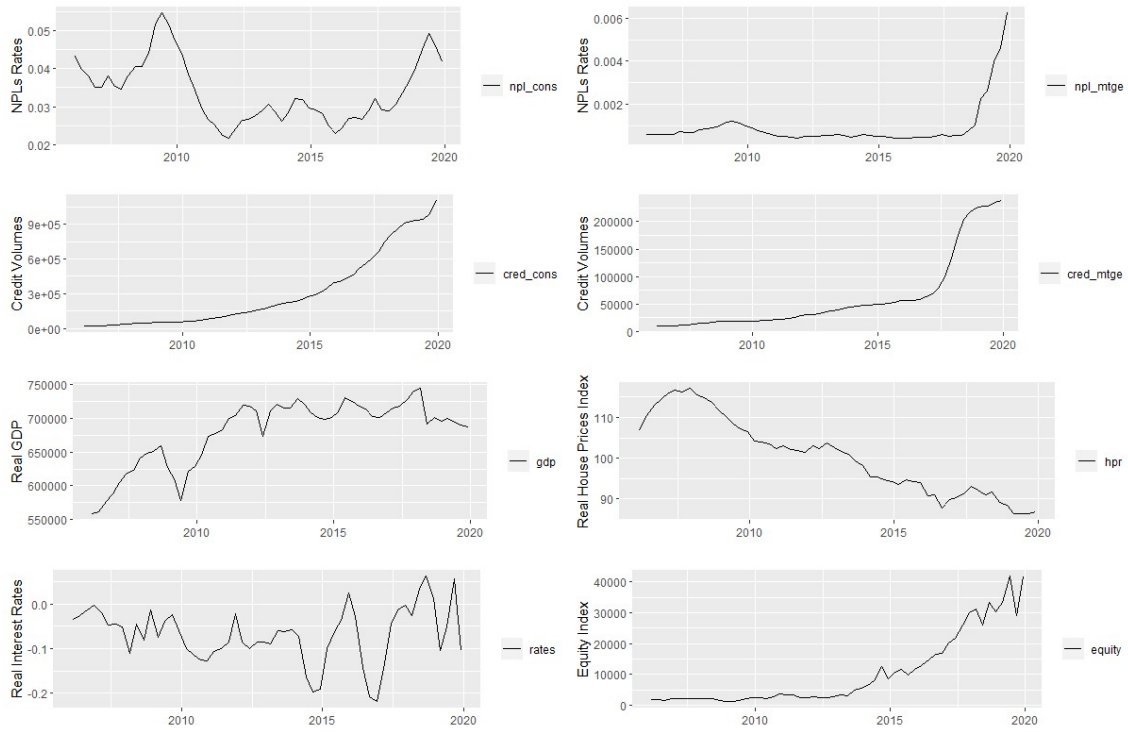 NPLs Rates
0.05
0.04
0.03
0.02
2010
2015
2020
npl_cons
NPLs Rates
0.006
0.004
0.002
2010
2015
2020
npl_mtge
Credit Volumes
9e+05
6e+05
3e+05
0e+00
2010
2015
2020
cred_cons
Credit Volumes
200000
150000
100000
50000
0
2010
2015
2020
cred_mtge
Real GDP
750000
700000
650000
600000
550000
2010
2015
2020
gdp
Real House Prices Index
110
100
90
2010
2015
2020
hpr
Real Interest Rates
0.0
-0.1
-0.2
2010
2015
2020
rates
Equity Index
40000
30000
20000
10000
0
2010
2015
2020
equity